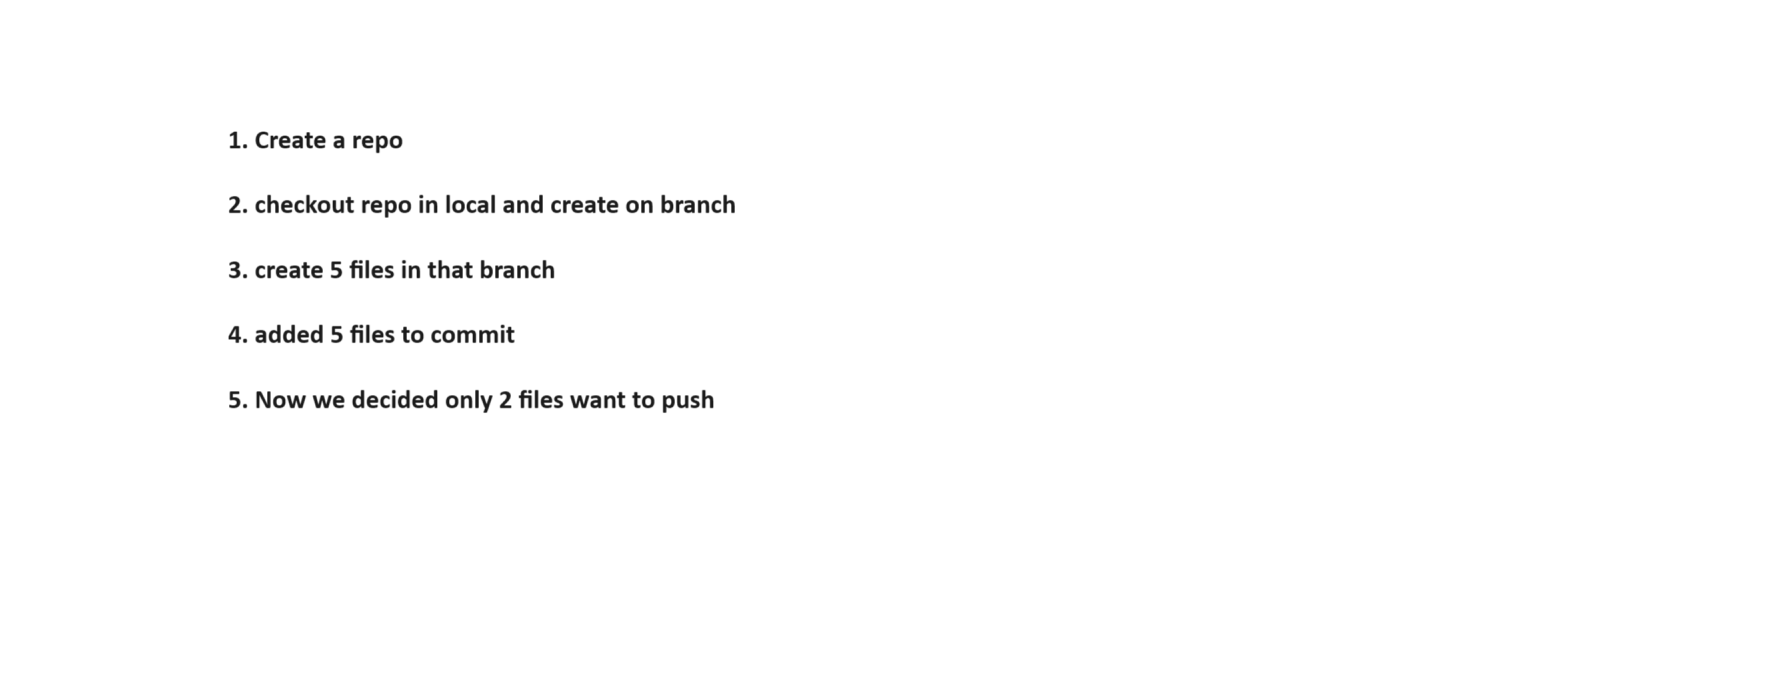 1. Create a repo
2. checkout repo in local and create on branch
3. create 5 files in that branch
4. added 5 files to commit
5. Now we decided only 2 files want to push